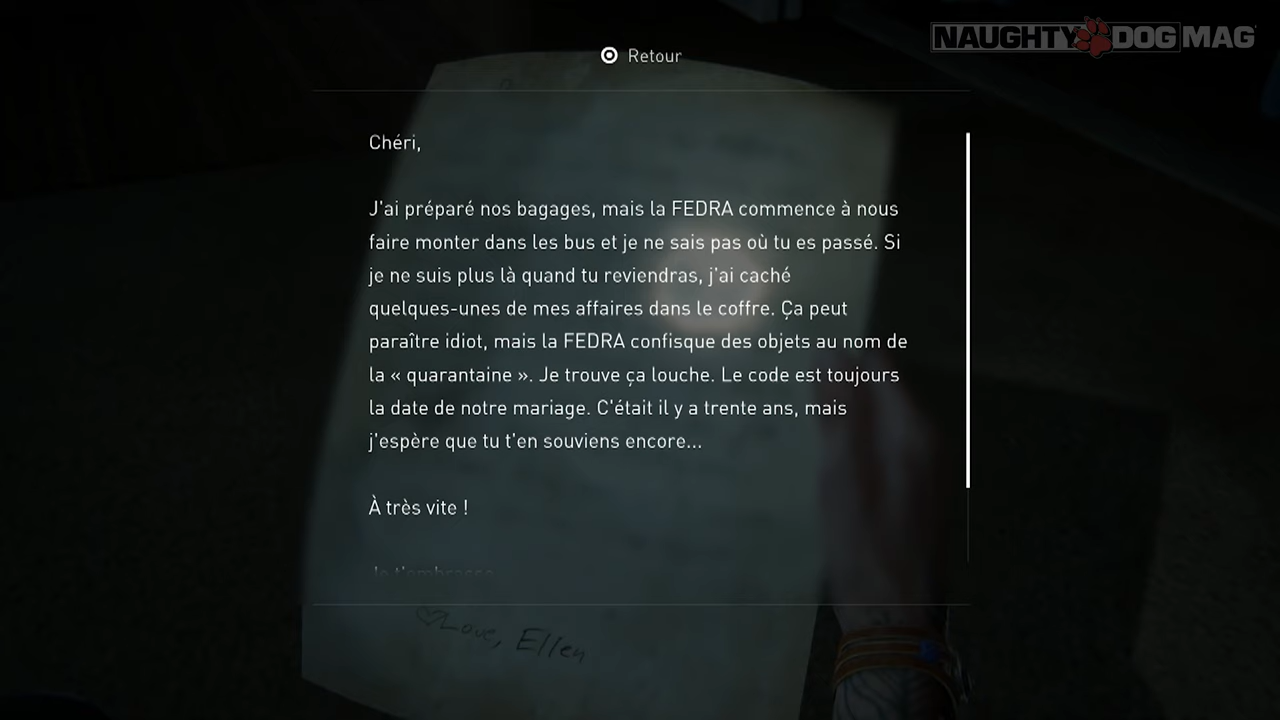 NAUGHTY DOG MAG
Retour
Chéri,
J'ai préparé nos bagages, mais la FEDRA commence à nous
faire monter dans les bus et je ne sais pas où tu es passé. Si
je ne suis plus là quand tu reviendras, j'ai caché
quelques-unes de mes affaires dans le coffre. Ça peut
paraître idiot, mais la FEDRA confisque des objets au nom de
la « quarantaine ». Je trouve ça louche. Le code est toujours
la date de notre mariage. C'était il y a trente ans, mais
j'espère que tu t'en souviens encore...
À très vite !
Je t'embrasse
Love, Ellen